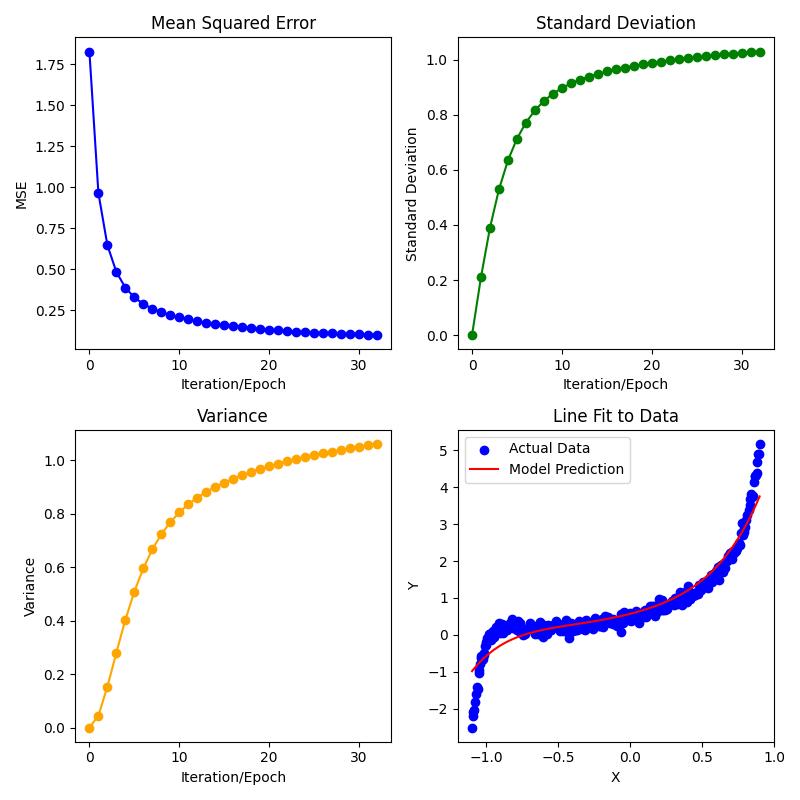 Mean Squared Error
MSE
1.75
1.50
1.25
1.00
0.75
0.50
0.25
0 10 20 30
Iteration/Epoch
Standard Deviation
Standard Deviation
1.0
0.8
0.6
0.4
0.2
0.0
0 10 20 30
Iteration/Epoch
Variance
Variance
1.0
0.8
0.6
0.4
0.2
0.0
0 10 20 30
Iteration/Epoch
Line Fit to Data
Actual Data
Model Prediction
Y
5
4
3
2
1
0
−1
−2
−1.0 −0.5 0.0 0.5 1.0
X